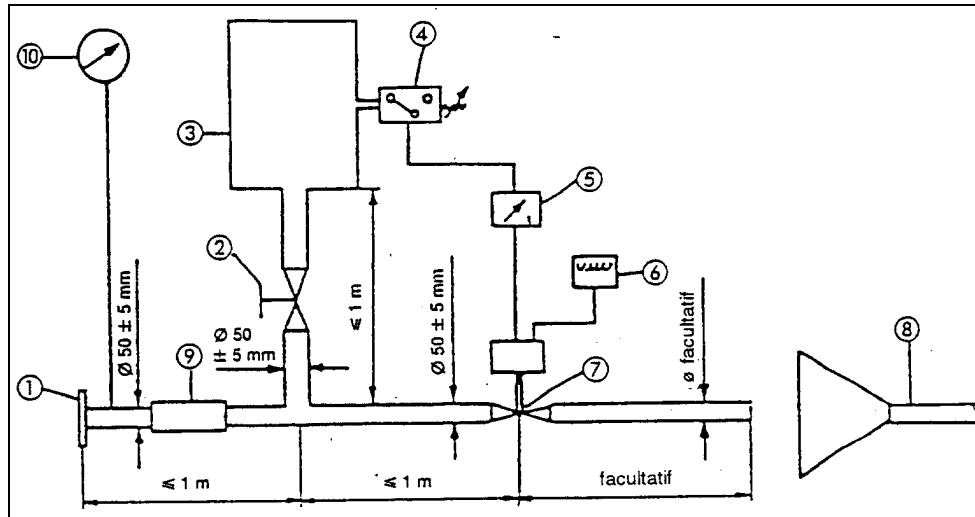 10
4
3
5
2
6
Ø 50 ± 5 mm
Ø 50
± 5 mm
⩽ 1 m
Ø 50 ± 5 mm
ø facultatif
8
9
7
1
⩽ 1 m
⩽ 1 m
facultatif